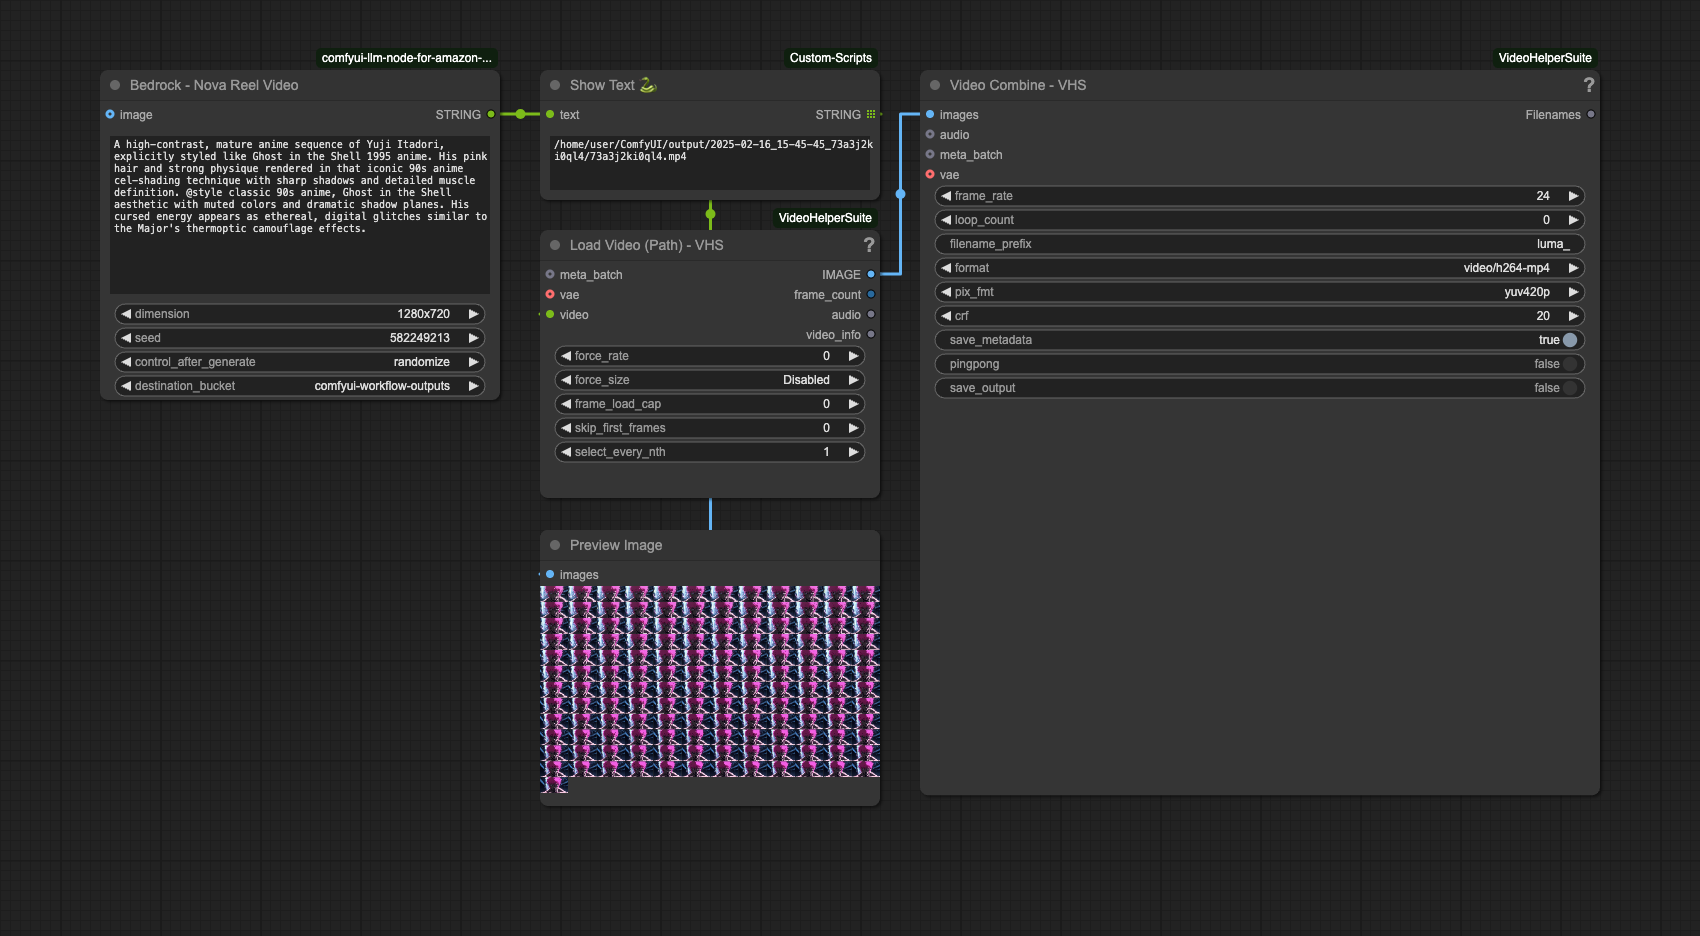 comfyui-llm-node-for-amazon-...
Bedrock - Nova Reel Video
image
STRING
A high-contrast, mature anime sequence of Yuji Itadori,
explicitly styled like Ghost in the Shell 1995 anime. His pink
hair and strong physique rendered in that iconic 90s anime
cel-shading technique with sharp shadows and detailed muscle
definition. @style classic 90s anime, Ghost in the Shell
aesthetic with muted colors and dramatic shadow planes. His
cursed energy appears as ethereal, digital glitches similar to
the Major's thermoptic camouflage effects.
dimension 1280x720
seed 582249213
control_after_generate randomize
destination_bucket comfyui-workflow-outputs
Custom-Scripts
Show Text 🐍
text
STRING
/home/user/ComfyUI/output/2025-02-16_15-45-45_73a3j2k
i0ql4/73a3j2ki0ql4.mp4
VideoHelperSuite
Load Video (Path) - VHS
?
meta_batch
IMAGE
vae
frame_count
video
audio
video_info
force_rate 0
force_size Disabled
frame_load_cap 0
skip_first_frames 0
select_every_nth 1
Preview Image
images
VideoHelperSuite
Video Combine - VHS
?
images
Filenames
audio
meta_batch
vae
frame_rate 24
loop_count 0
filename_prefix luma_
format video/h264-mp4
pix_fmt yuv420p
crf 20
save_metadata true
pingpong false
save_output false